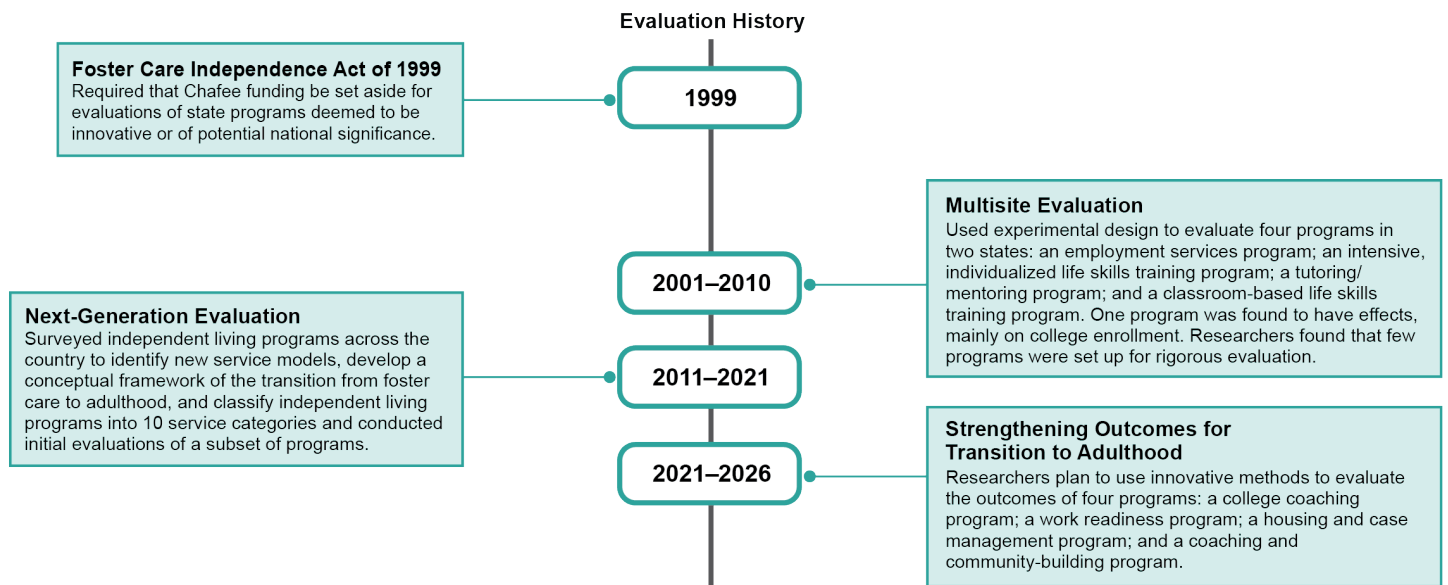 Evaluation History
Foster Care Independence Act of 1999
Required that Chafee funding be set aside for
evaluations of state programs deemed to be
innovative or of potential national significance.
1999
Multisite Evaluation
Used experimental design to evaluate four programs in
two states: an employment services program; an intensive,
individualized life skills training program; a tutoring/
mentoring program; and a classroom-based life skills
training program. One program was found to have effects,
mainly on college enrollment. Researchers found that few
programs were set up for rigorous evaluation.
2001–2010
Next-Generation Evaluation
Surveyed independent living programs across the
country to identify new service models, develop a
conceptual framework of the transition from foster
care to adulthood, and classify independent living
programs into 10 service categories and conducted
initial evaluations of a subset of programs.
2011–2021
Strengthening Outcomes for
Transition to Adulthood
Researchers plan to use innovative methods to evaluate
the outcomes of four programs: a college coaching
program; a work readiness program; a housing and case
management program; and a coaching and
community-building program.
2021–2026